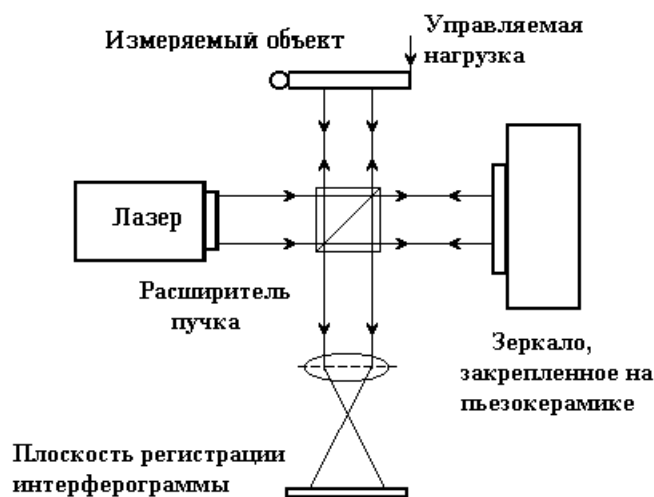 Управляемая
нагрузка
Измеряемый объект
Лазер
Расширитель
пучка
Зеркало,
закрепленное на
пьезокерамике
Плоскость регистрации
интерферограммы